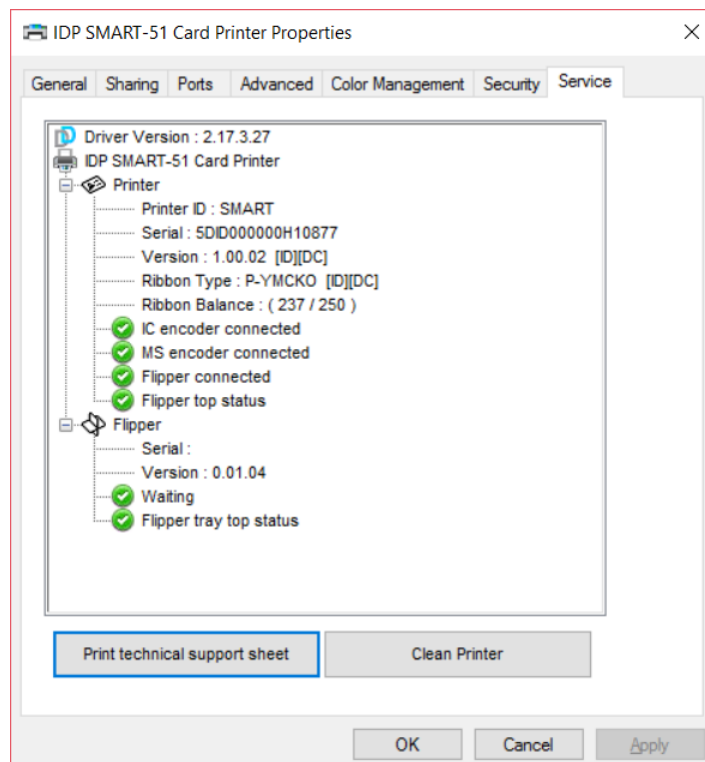 IDP SMART-51 Card Printer Properties
General Sharing Ports Advanced Color Management Security Service
Driver Version : 2.17.3.27
IDP SMART-51 Card Printer
Printer
Printer ID : SMART
Serial : 5DID000000H10877
Version : 1.00.02 [ID][DC]
Ribbon Type : P-YMCKO [ID][DC]
Ribbon Balance : ( 237 / 250 )
IC encoder connected
MS encoder connected
Flipper connected
Flipper top status
Flipper
Serial :
Version : 0.01.04
Waiting
Flipper tray top status
Print technical support sheet Clean Printer
OK Cancel Apply